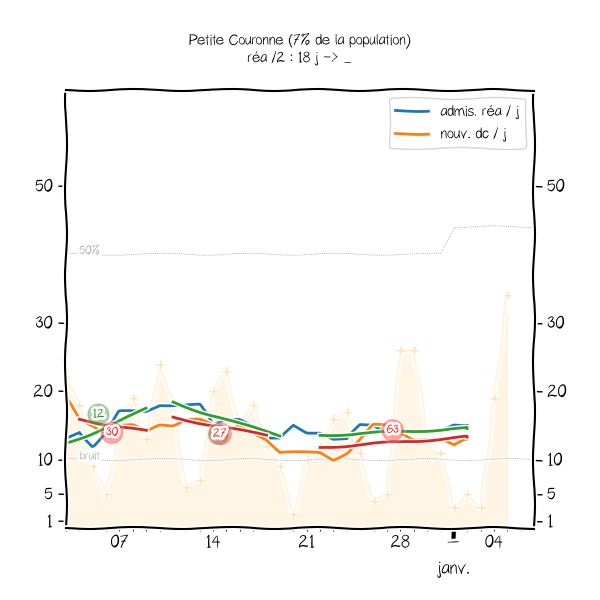 Petite Couronne (7% de la population)
réa /2 : 18 j -> _
admis. réa / j
nouv. dc / j
50 50
50%
30 30
20 20
12
30
27
63
bruit
10 10
5 5
1 1
07 14 21 28 1 04
janv.